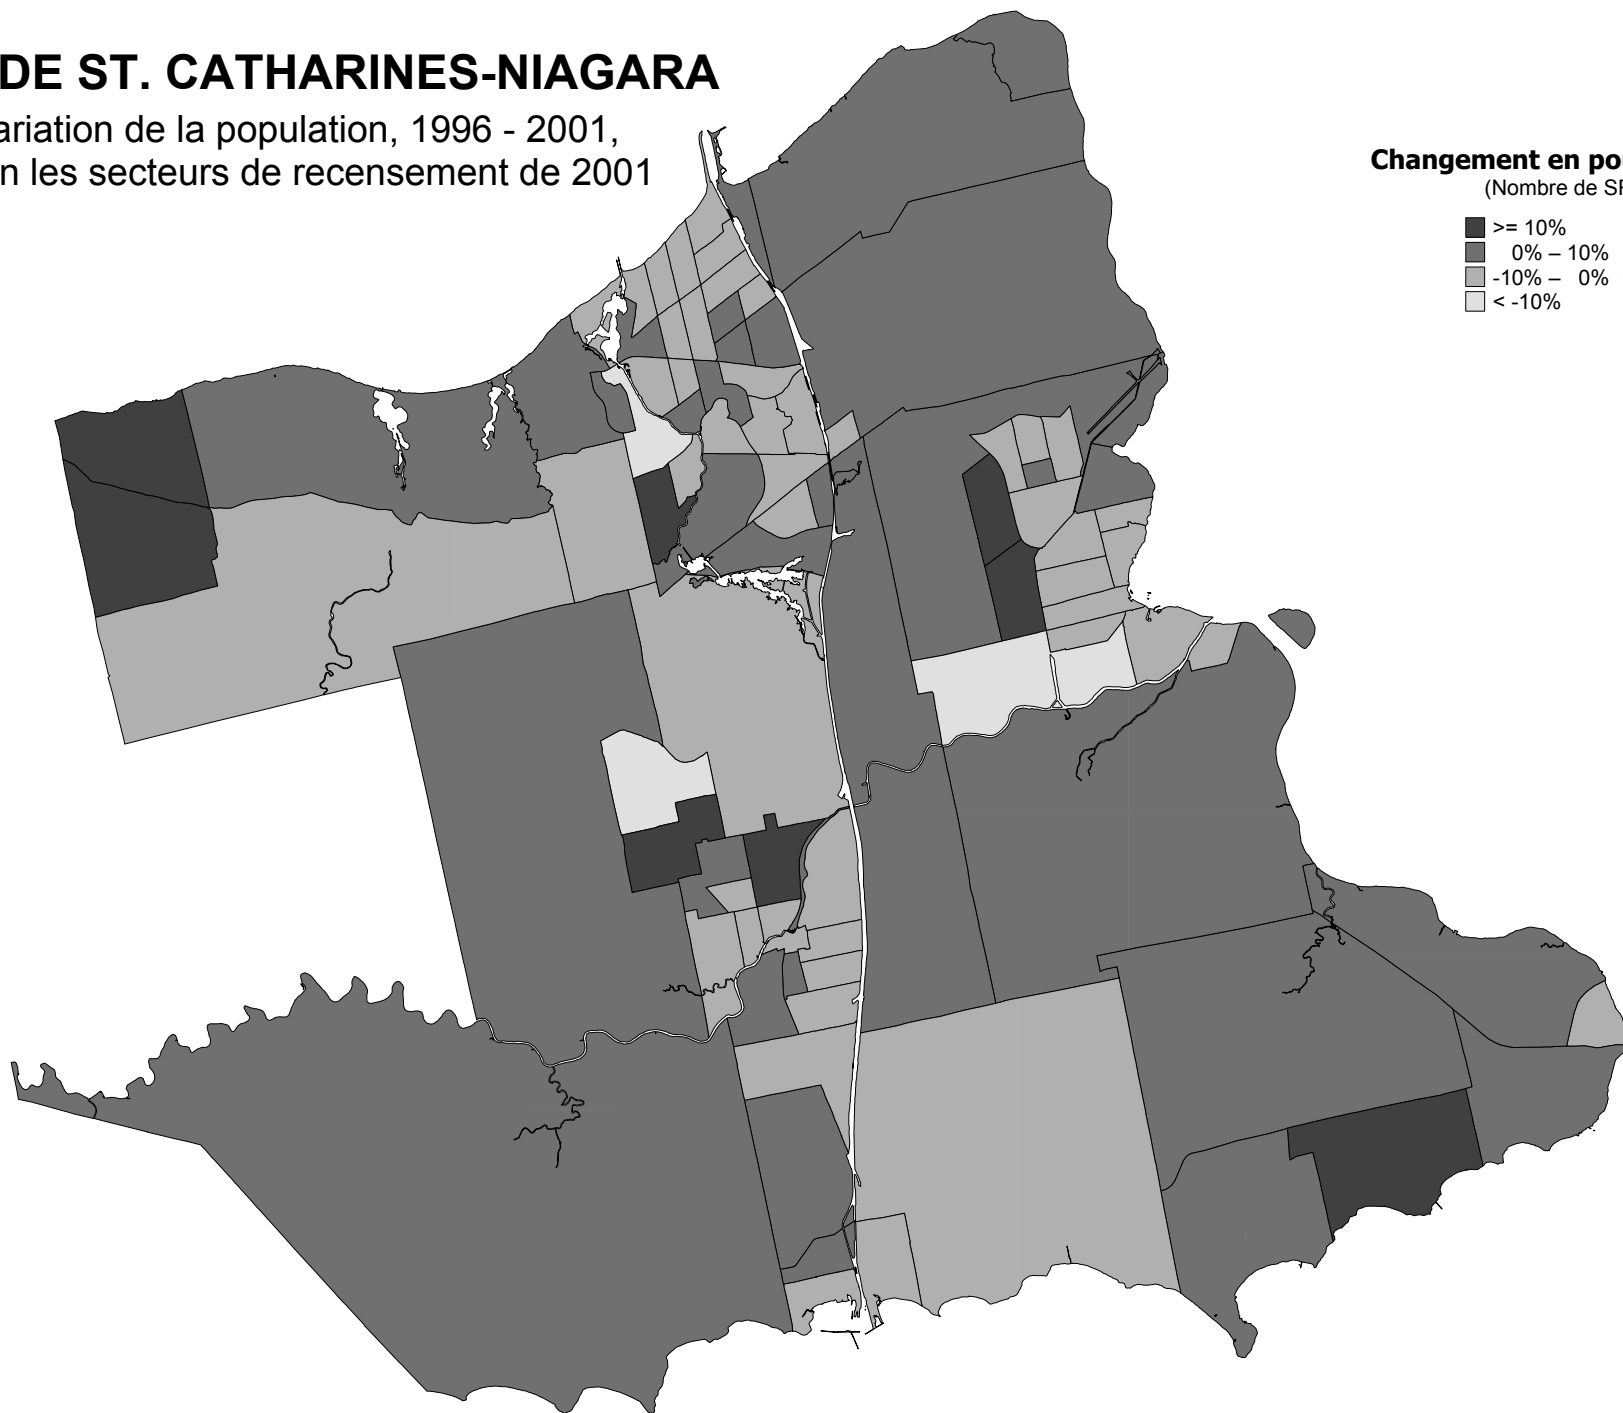 DE ST. CATHARINES-NIAGARA
ariation de la population, 1996 - 2001,
n les secteurs de recensement de 2001
Changement en po
(Nombre de SR
>= 10%
0% – 10%
-10% – 0%
< -10%